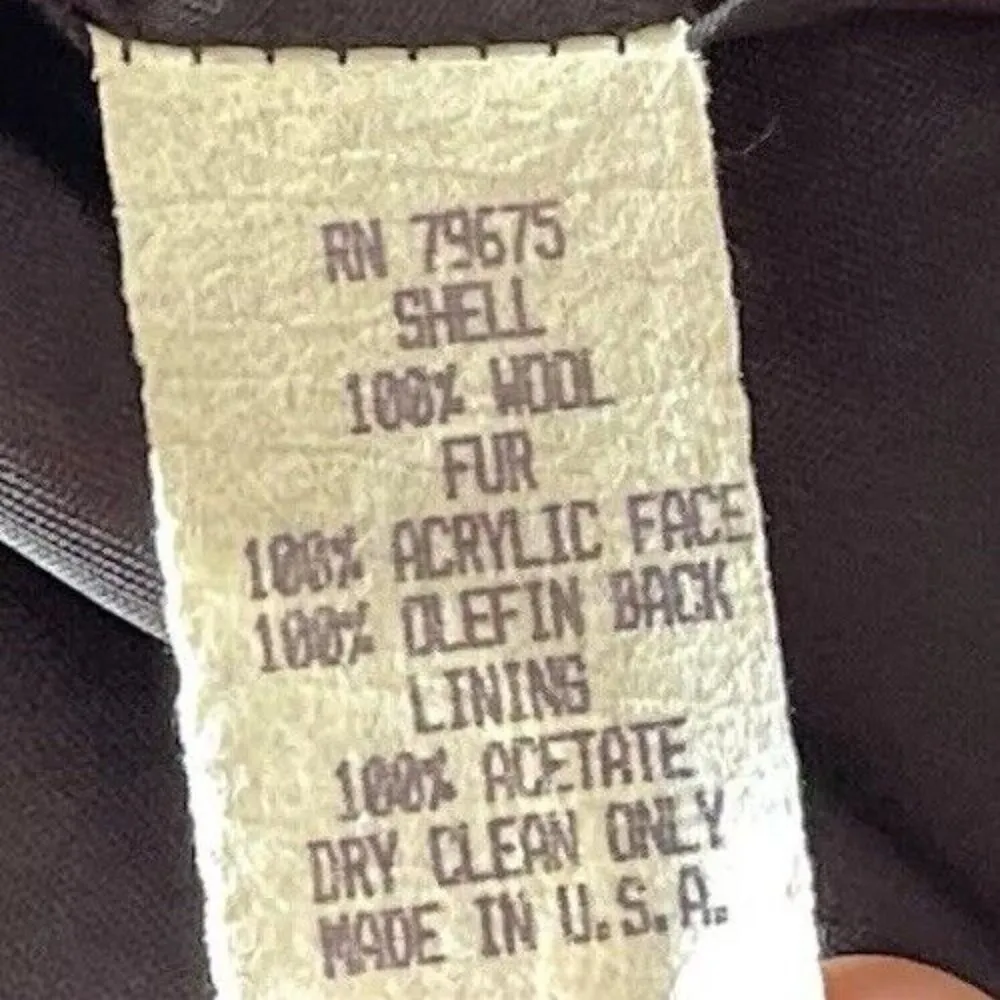 RN 79675
SHELL
100% WOOL
FUR
100% ACRYLIC FACE
100% OLEFIN BACK
LINING
100% ACETATE
DRY CLEAN ONLY
MADE IN U.S.A.